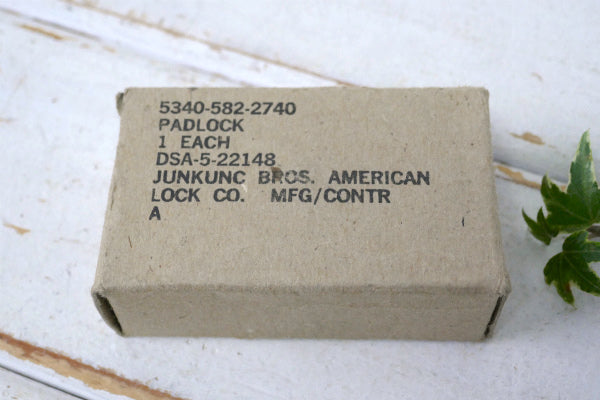 5340-582-2740
PADLOCK
1 EACH
DSA-5-22148
JUNKUNC BROS. AMERICAN
LOCK CO. MFG/CONTR
A